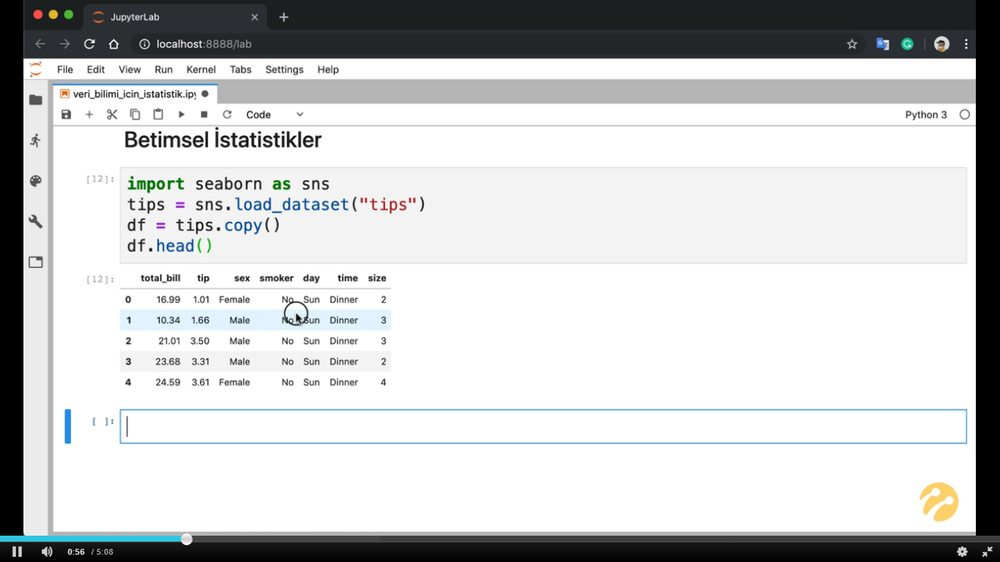 JupyterLab
localhost:8888/lab
File Edit View Run Kernel Tabs Settings Help
veri_bilimi_icin_istatistik.ipy
Code Python 3
Betimsel İstatistikler
[12]: import seaborn as sns
tips = sns.load_dataset("tips")
df = tips.copy()
df.head()
[12]: total_bill tip sex smoker day time size
0 16.99 1.01 Female No Sun Dinner 2
1 10.34 1.66 Male No Sun Dinner 3
2 21.01 3.50 Male No Sun Dinner 3
3 23.68 3.31 Male No Sun Dinner 2
4 24.59 3.61 Female No Sun Dinner 4
[ ]:
0:56 / 5:08